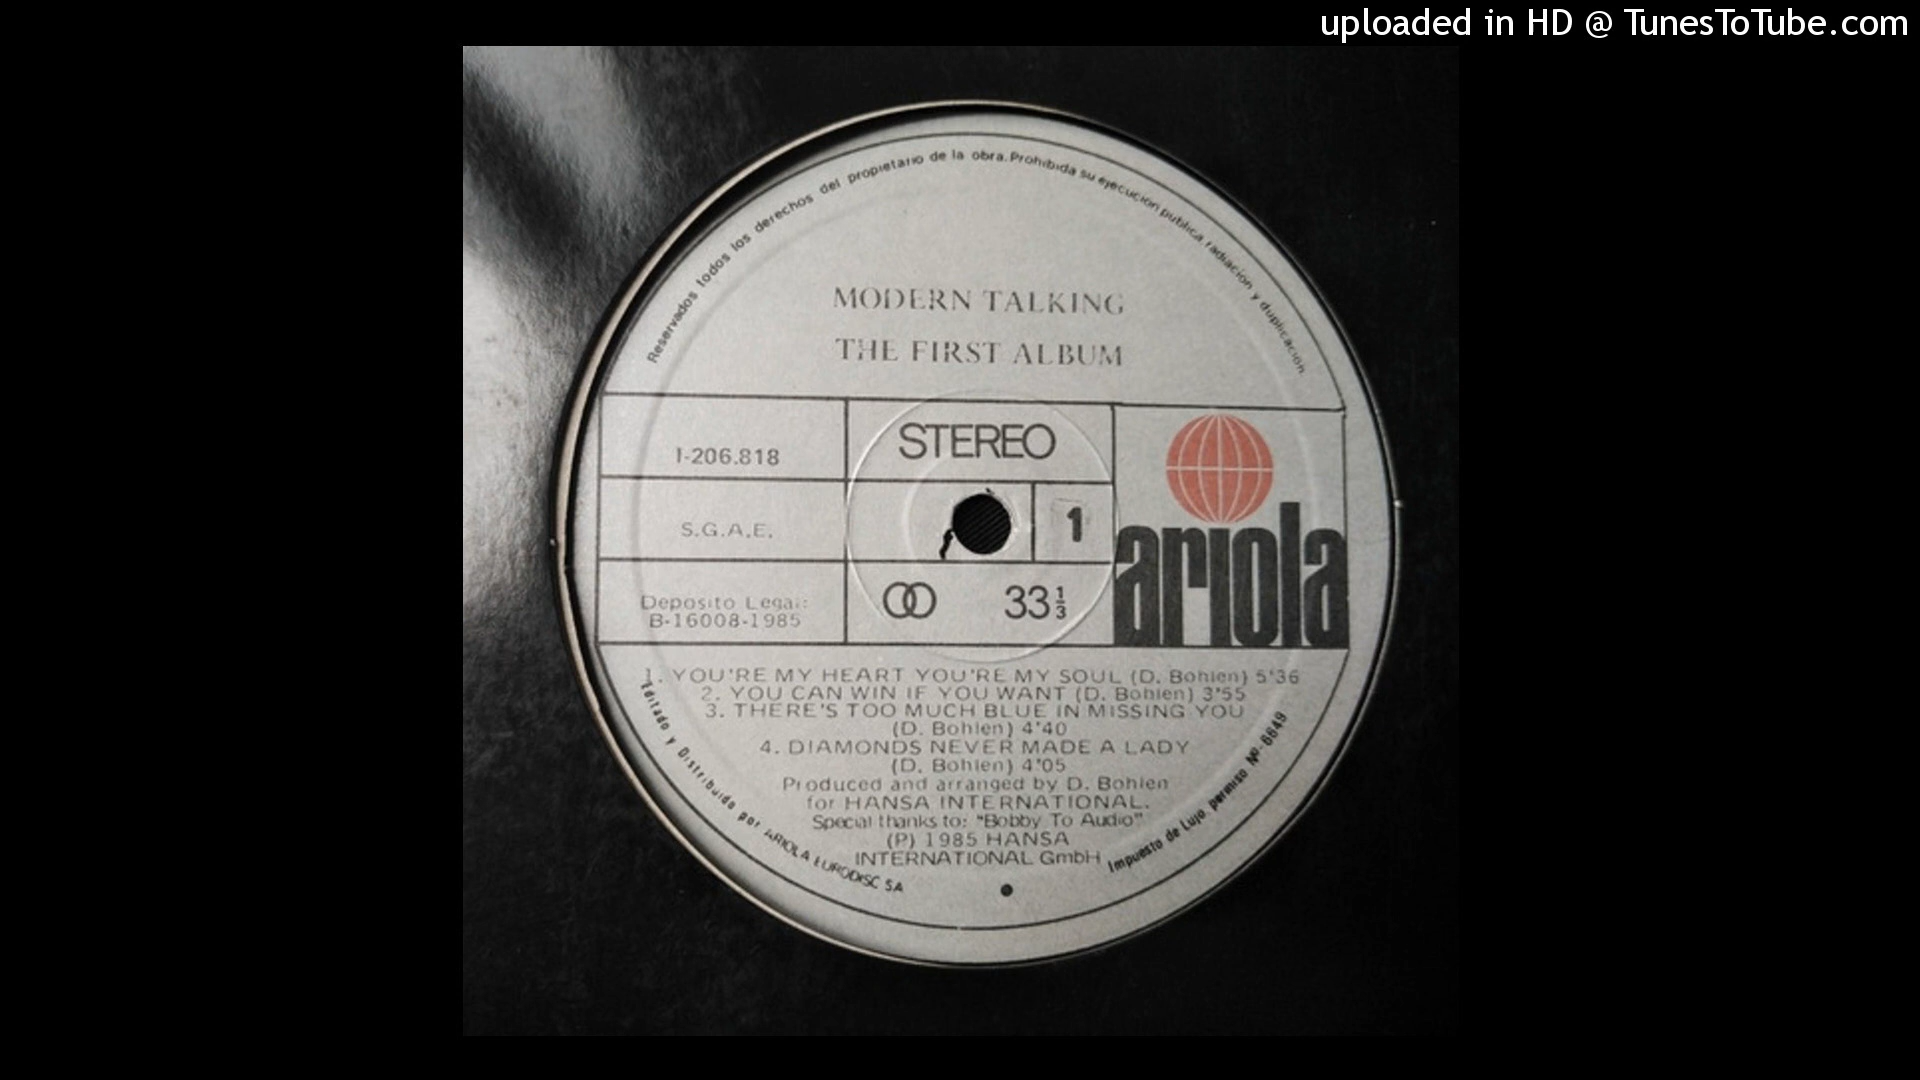 uploaded in HD @ TunesToTube.com
Reservados todos los derechos del propietario de la obra. Prohibida su ejecución publica, radiacion y duplicacion.
MODERN TALKING
THE FIRST ALBUM
I-206.818
STEREO
S.G.A.E.
1
Deposito Legal:
B-16008-1985
33 1/3
ariola
1. YOU'RE MY HEART YOU'RE MY SOUL (D. Bohlen) 5'36
2. YOU CAN WIN IF YOU WANT (D. Bohlen) 3'55
3. THERE'S TOO MUCH BLUE IN MISSING YOU
(D. Bohlen) 4'40
4. DIAMONDS NEVER MADE A LADY
(D. Bohlen) 4'05
Produced and arranged by D. Bohlen
for HANSA INTERNATIONAL.
Special thanks to: "Bobby To Audio"
(P) 1985 HANSA
INTERNATIONAL GmbH
Editado y Distribuido por ARIOLA EURODISC SA
Impuesto de Lujo permiso Nº. 6649